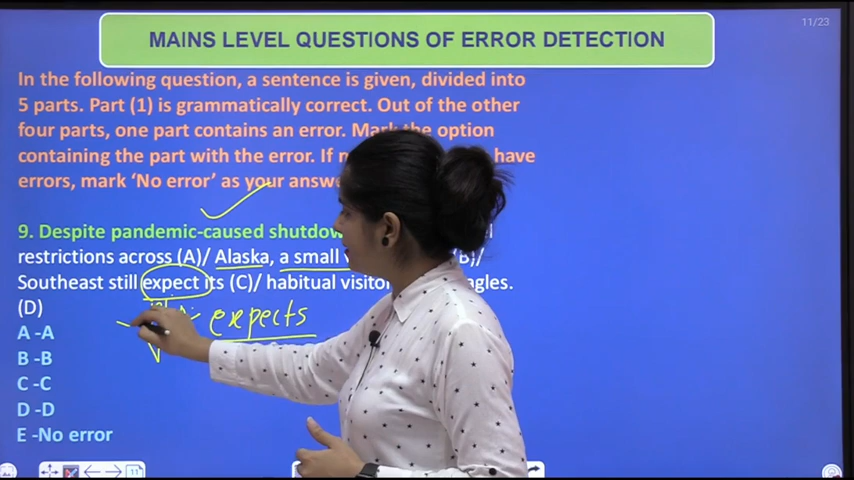 11/23
MAINS LEVEL QUESTIONS OF ERROR DETECTION
In the following question, a sentence is given, divided into
5 parts. Part (1) is grammatically correct. Out of the other
four parts, one part contains an error. Mark the option
containing the part with the error. If have
errors, mark ‘No error’ as your
9. Despite pandemic-caused
restrictions across (A)/ Alaska, a small (B)/
Southeast still expect its (C)/ habitual
(D)
expects
A -A
B -B
C -C
D -D
E -No error
11